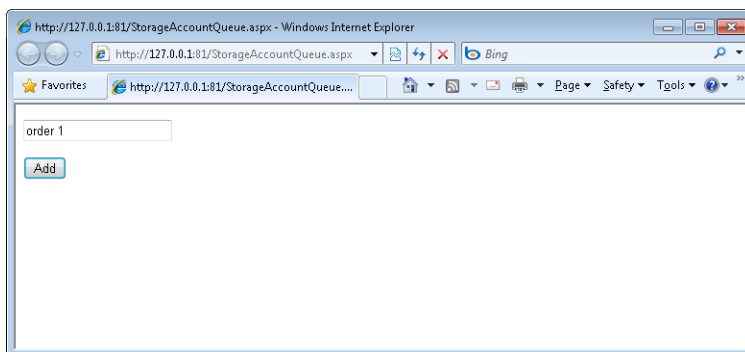 http://127.0.0.1:81/StorageAccountQueue.aspx - Windows Internet Explorer
http://127.0.0.1:81/StorageAccountQueue.aspx Bing
Favorites http://127.0.0.1:81/StorageAccountQueue.... Page Safety Tools »
order 1
Add